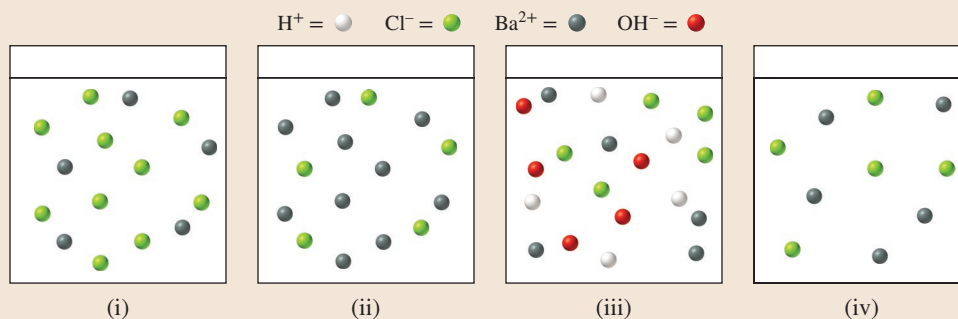 H⁺ = Cl⁻ = Ba²⁺ = OH⁻ =
(i) (ii) (iii) (iv)